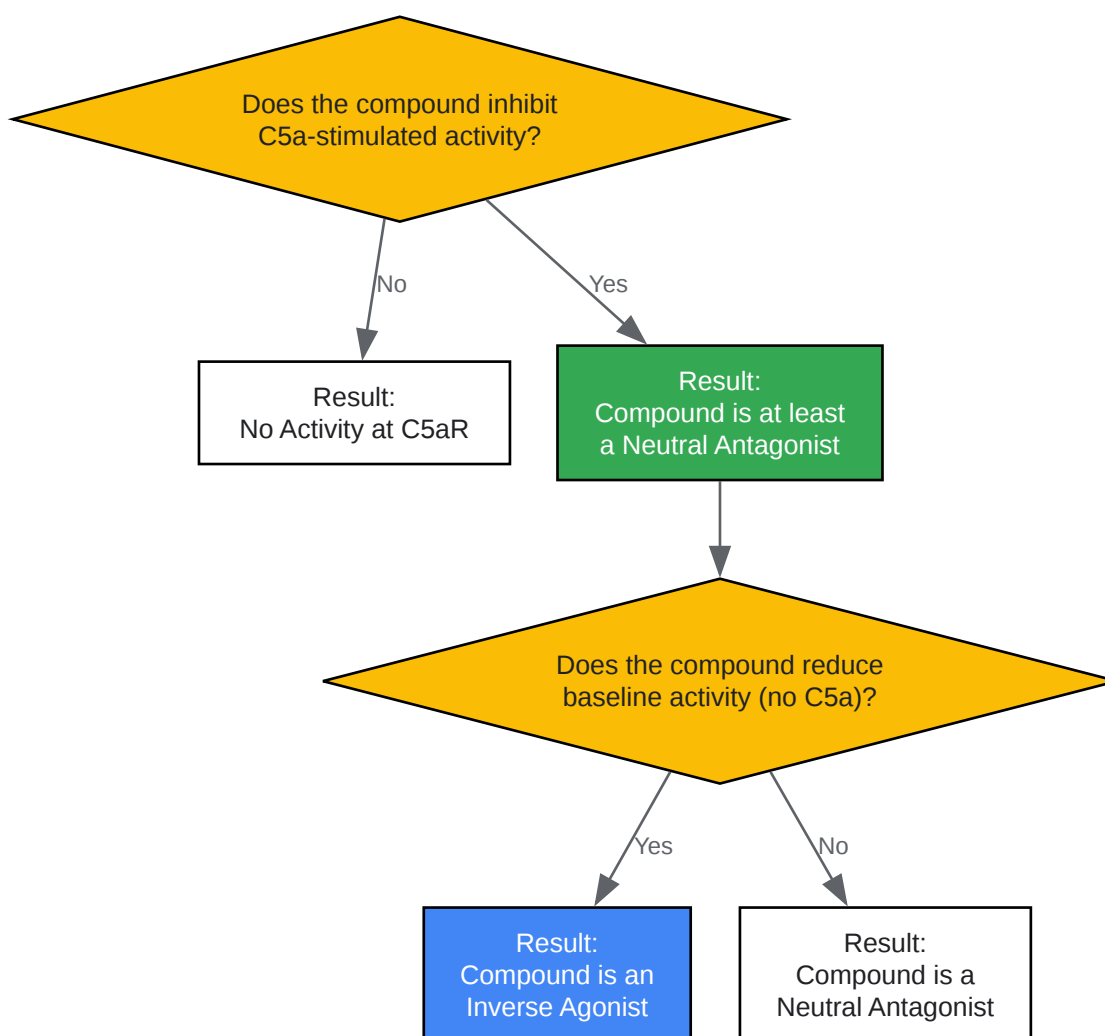 Does the compound inhibit
C5a-stimulated activity?
No
Yes
Result:
No Activity at C5aR
Result:
Compound is at least
a Neutral Antagonist
Does the compound reduce
baseline activity (no C5a)?
Yes
No
Result:
Compound is an
Inverse Agonist
Result:
Compound is a
Neutral Antagonist